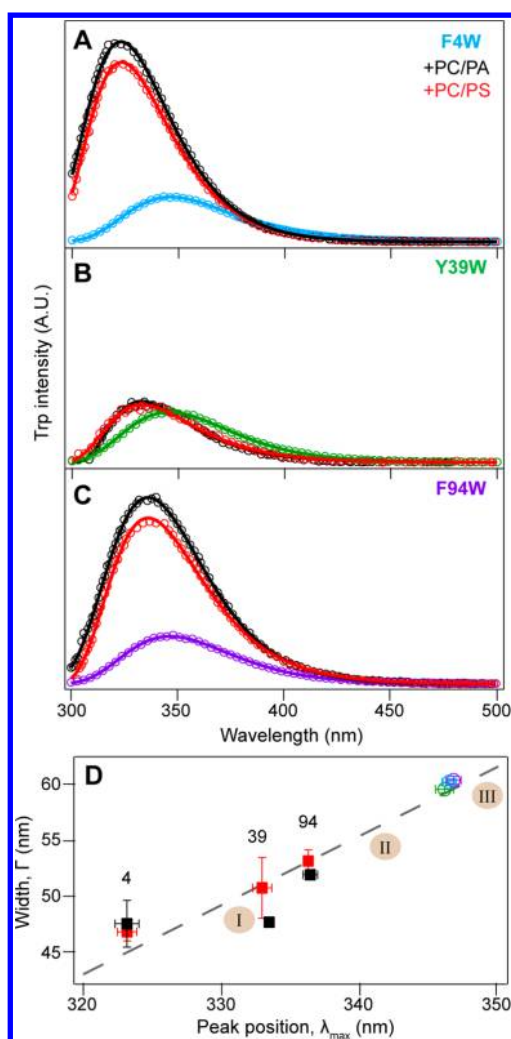 A
F4W
+PC/PA
+PC/PS
B
Y39W
Trp intensity (A.U.)
C
F94W
300 350 400 450 500
Wavelength (nm)
D
60
55
50
45
Width, Γ (nm)
4
39
94
I
II
III
320 330 340 350
Peak position, λmax (nm)